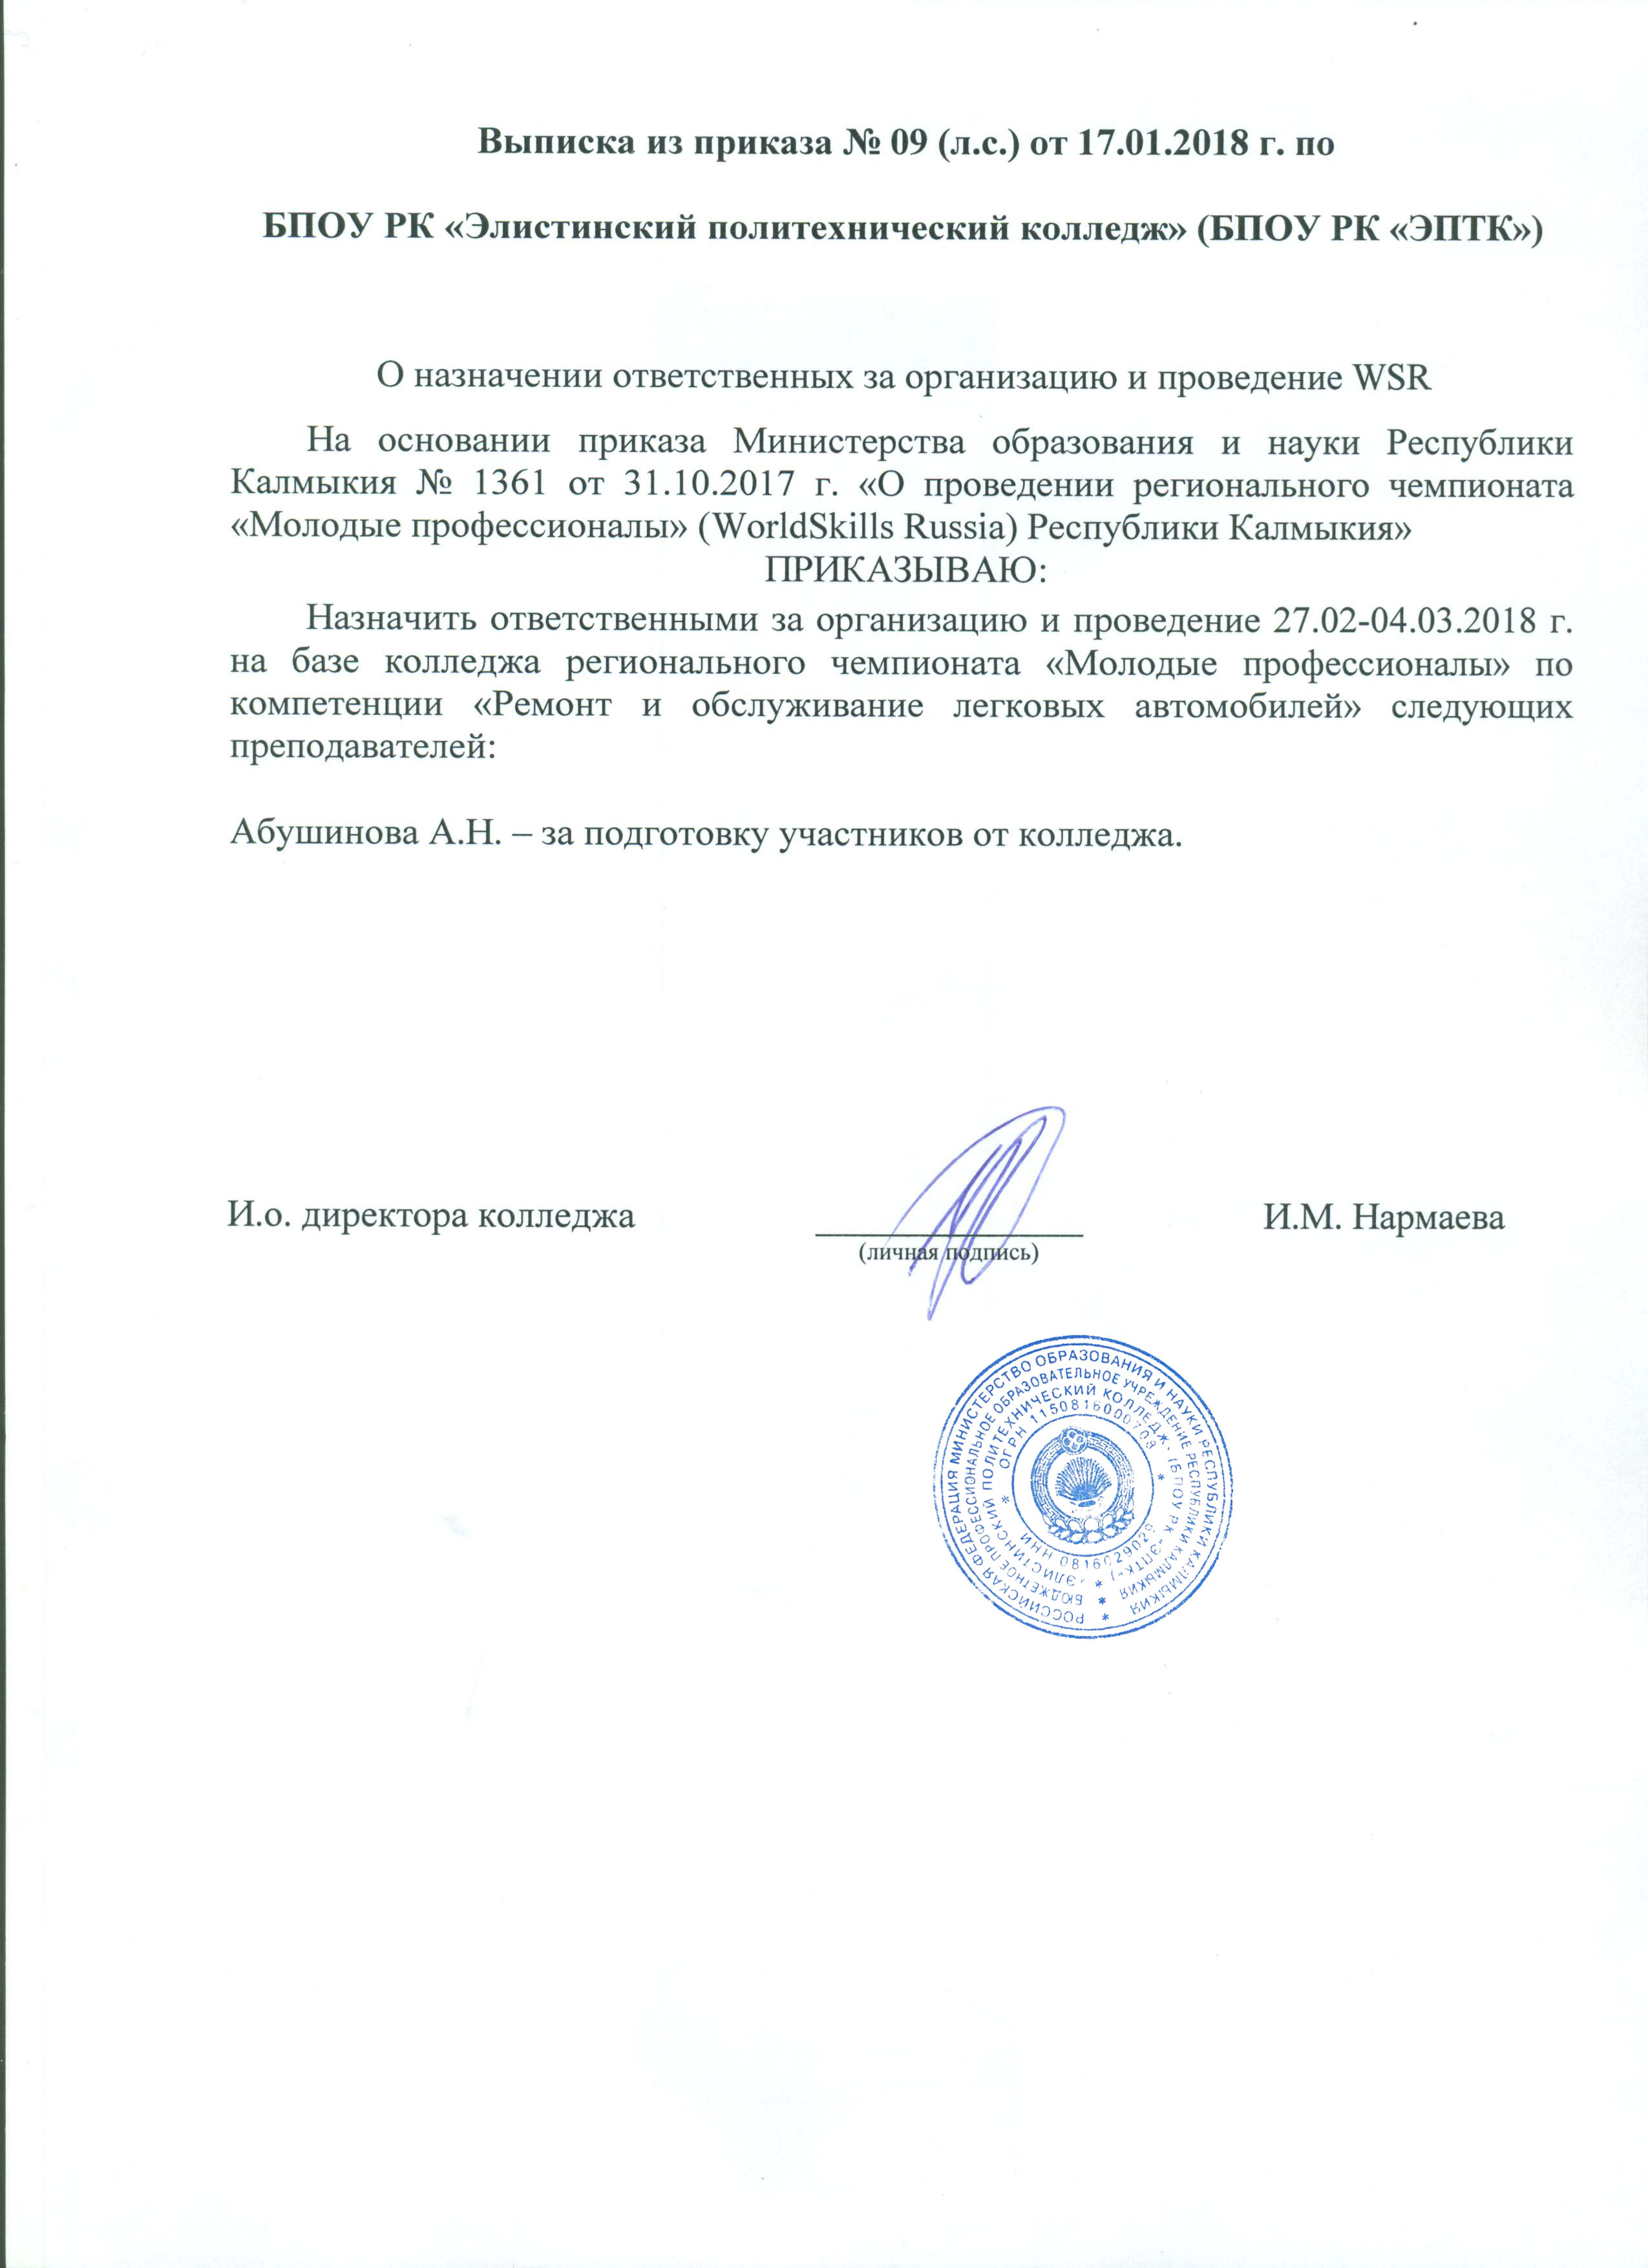 Выписка из приказа № 09 (л.с.) от 17.01.2018 г. по
БПОУ РК «Элистинский политехнический колледж» (БПОУ РК «ЭПТК»)
О назначении ответственных за организацию и проведение WSR
На основании приказа Министерства образования и науки Республики
Калмыкия № 1361 от 31.10.2017 г. «О проведении регионального чемпионата
«Молодые профессионалы» (WorldSkills Russia) Республики Калмыкия»
ПРИКАЗЫВАЮ:
Назначить ответственными за организацию и проведение 27.02-04.03.2018 г.
на базе колледжа регионального чемпионата «Молодые профессионалы» по
компетенции «Ремонт и обслуживание легковых автомобилей» следующих
преподавателей:
Абушинова А.Н. – за подготовку участников от колледжа.
И.о. директора колледжа
(личная подпись)
И.М. Нармаева
РОССИЙСКАЯ ФЕДЕРАЦИЯ МИНИСТЕРСТВО ОБРАЗОВАНИЯ И НАУКИ РЕСПУБЛИКИ КАЛМЫКИЯ *
БЮДЖЕТНОЕ ПРОФЕССИОНАЛЬНОЕ ОБРАЗОВАТЕЛЬНОЕ УЧРЕЖДЕНИЕ РЕСПУБЛИКИ КАЛМЫКИЯ *
"ЭЛИСТИНСКИЙ ПОЛИТЕХНИЧЕСКИЙ КОЛЛЕДЖ" (БПОУ РК "ЭПТК") *
* ОГРН 1150816000708 *
ИНН 0816029029